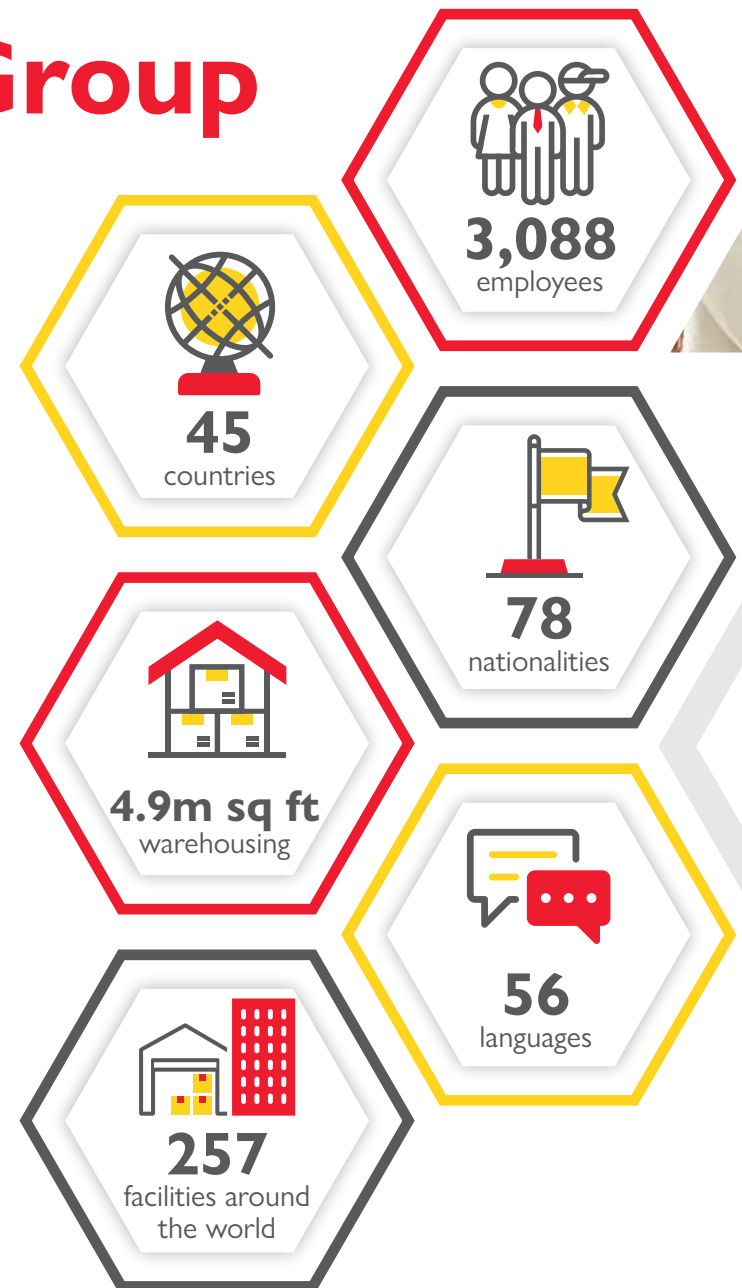 Group
3,088
employees
45
countries
78
nationalities
4.9m sq ft
warehousing
56
languages
257
facilities around
the world